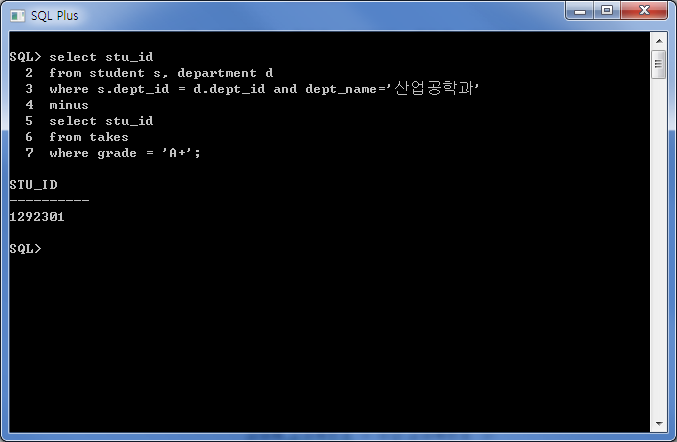 SQL Plus
SQL> select stu_id
2 from student s, department d
3 where s.dept_id = d.dept_id and dept_name='산업공학과'
4 minus
5 select stu_id
6 from takes
7 where grade = 'A+';
STU_ID
----------
1292301
SQL>